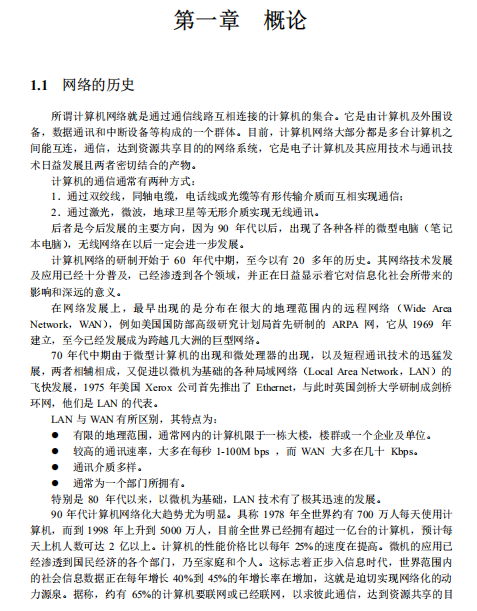 第一章 概论
1.1 网络的历史
所谓计算机网络就是通过通信线路互相连接的计算机的集合。它是由计算机及外围设
备，数据通讯和中断设备等构成的一个群体。目前，计算机网络大部分都是多台计算机之
间能互连，通信，达到资源共享目的的网络系统，它是电子计算机及其应用技术与通讯技
术日益发展且两者密切结合的产物。
计算机的通信通常有两种方式：
1．通过双绞线，同轴电缆，电话线或光缆等有形传输介质而互相实现通信；
2．通过激光，微波，地球卫星等无形介质实现无线通讯。
后者是今后发展的主要方向，因为 90 年代以后，出现了各种各样的微型电脑（笔记
本电脑），无线网络在以后一定会进一步发展。
计算机网络的研制开始于 60 年代中期，至今以有 20 多年的历史。其网络技术发展
及应用已经十分普及，已经渗透到各个领域，并正在日益显示着它对信息化社会所带来的
影响和深远的意义。
在网络发展上，最早出现的是分布在很大的地理范围内的远程网络（Wide Area
Network，WAN），例如美国国防部高级研究计划局首先研制的 ARPA 网，它从 1969 年
建立，至今已经发展成为跨越几大洲的巨型网络。
70 年代中期由于微型计算机的出现和微处理器的出现，以及短程通讯技术的迅猛发
展，两者相辅相成，又促进以微机为基础的各种局域网络（Local Area Network，LAN）的
飞快发展，1975 年美国 Xerox 公司首先推出了 Ethernet，与此时英国剑桥大学研制成剑桥
环网，他们是 LAN 的代表。
LAN 与 WAN 有所区别，其特点为：
● 有限的地理范围，通常网内的计算机限于一栋大楼，楼群或一个企业及单位。
● 较高的通讯速率，大多在每秒 1-100M bps ，而 WAN 大多在几十 Kbps。
● 通讯介质多样。
● 通常为一个部门所拥有。
特别是 80 年代以来，以微机为基础，LAN 技术有了极其迅速的发展。
90 年代计算机网络化大趋势尤为明显。具称 1978 年全世界约有 700 万人每天使用计
算机，而到 1998 年上升到 5000 万人，目前全世界已经拥有超过一亿台的计算机，预计每
天上机人数可达 2 亿以上。计算机的性能价格比以每年 25%的速度在提高。微机的应用已
经渗透到国民经济的各个部门，乃至家庭和个人。这标志着正步入信息时代，世界范围内
的社会信息数据正在每年增长 40%到 45%的年增长率在增加，这就是迫切实现网络化的动
力源泉。据称，约有 65%的计算机要联网或已经联网，以求彼此通信，达到资源共享的目